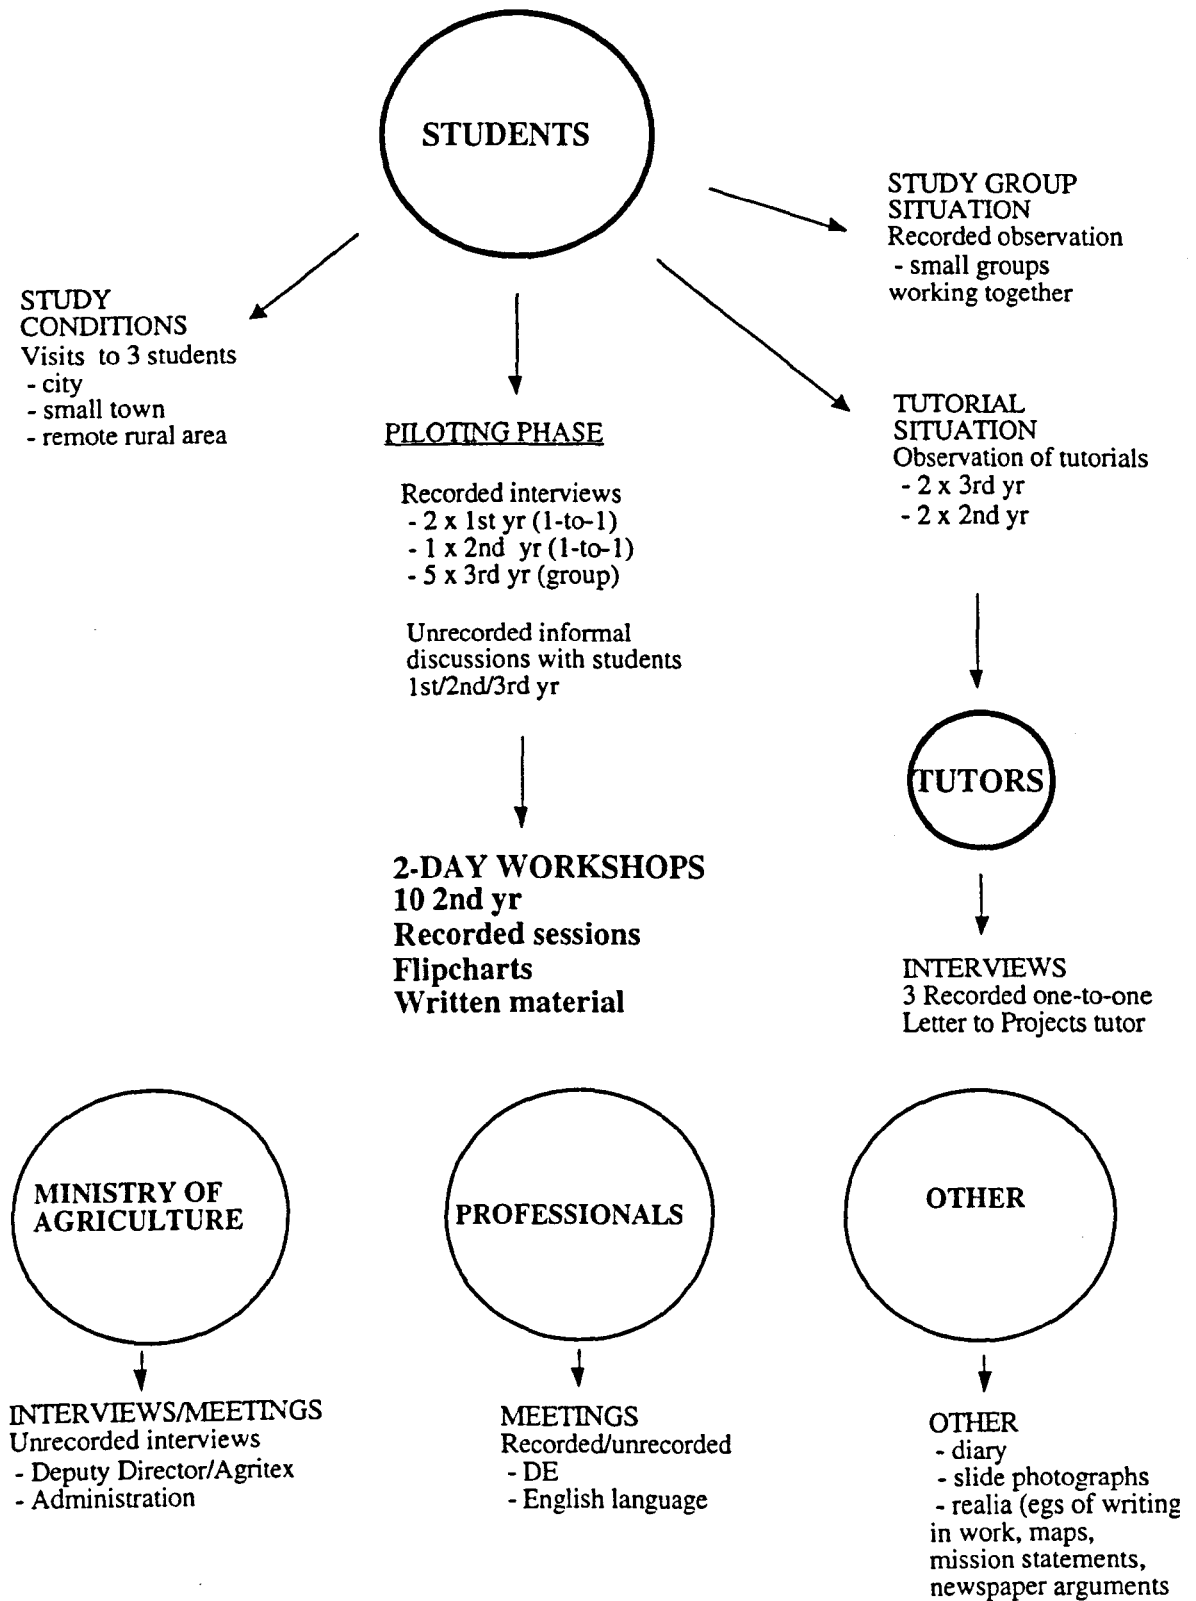 STUDENTS
STUDY GROUP
SITUATION
Recorded observation
- small groups
working together
STUDY
CONDITIONS
Visits to 3 students
- city
- small town
- remote rural area
PILOTING PHASE
Recorded interviews
- 2 x 1st yr (1-to-1)
- 1 x 2nd yr (1-to-1)
- 5 x 3rd yr (group)
Unrecorded informal
discussions with students
1st/2nd/3rd yr
TUTORIAL
SITUATION
Observation of tutorials
- 2 x 3rd yr
- 2 x 2nd yr
TUTORS
2-DAY WORKSHOPS
10 2nd yr
Recorded sessions
Flipcharts
Written material
INTERVIEWS
3 Recorded one-to-one
Letter to Projects tutor
MINISTRY OF
AGRICULTURE
PROFESSIONALS
OTHER
INTERVIEWS/MEETINGS
Unrecorded interviews
- Deputy Director/Agritex
- Administration
MEETINGS
Recorded/unrecorded
- DE
- English language
OTHER
- diary
- slide photographs
- realia (egs of writing
in work, maps,
mission statements,
newspaper arguments